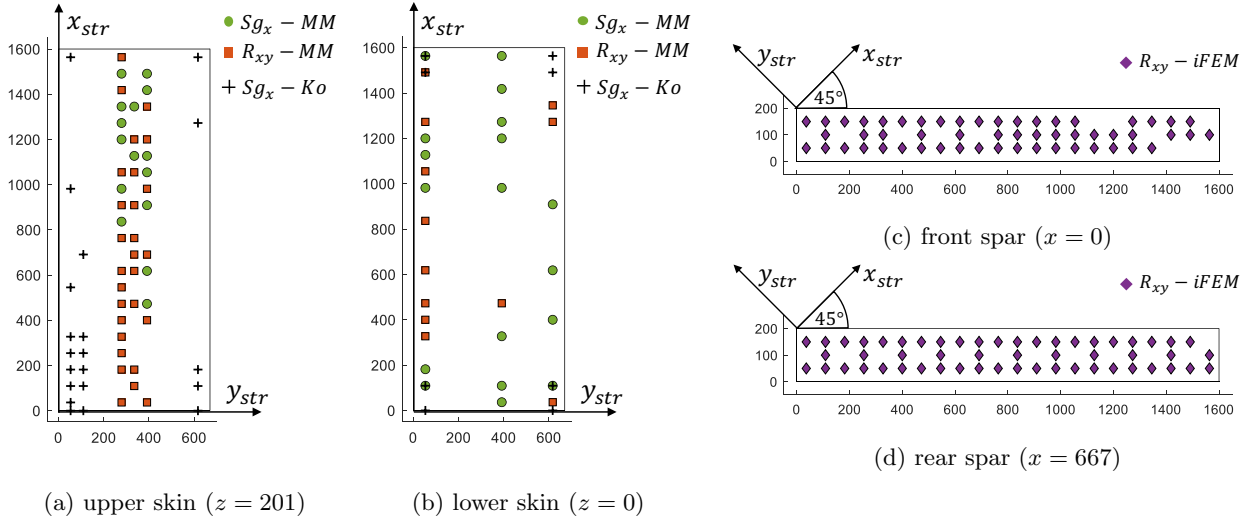 x_str
Sg_x − MM
R_xy − MM
+ Sg_x − Ko
1600
1400
1200
1000
800
600
400
200
0
y_str
0 200 400 600
(a) upper skin (z = 201)
x_str
Sg_x − MM
R_xy − MM
+ Sg_x − Ko
1600
1400
1200
1000
800
600
400
200
0
y_str
0 200 400 600
(b) lower skin (z = 0)
y_str
x_str
45°
R_xy − iFEM
200
100
0
0 200 400 600 800 1000 1200 1400 1600
(c) front spar (x = 0)
y_str
x_str
45°
R_xy − iFEM
200
100
0
0 200 400 600 800 1000 1200 1400 1600
(d) rear spar (x = 667)